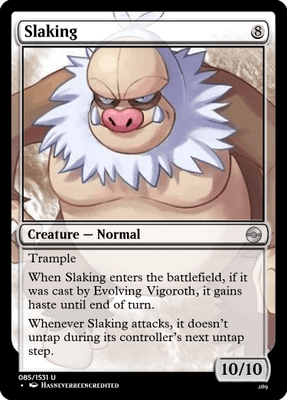 Slaking 8
Creature — Normal
Trample
When Slaking enters the battlefield, if it
was cast by Evolving Vigoroth, it gains
haste until end of turn.
Whenever Slaking attacks, it doesn't
untap during its controller's next untap
step.
10/10
085/1531 U
• HASNEVERBEENCREDITED
289